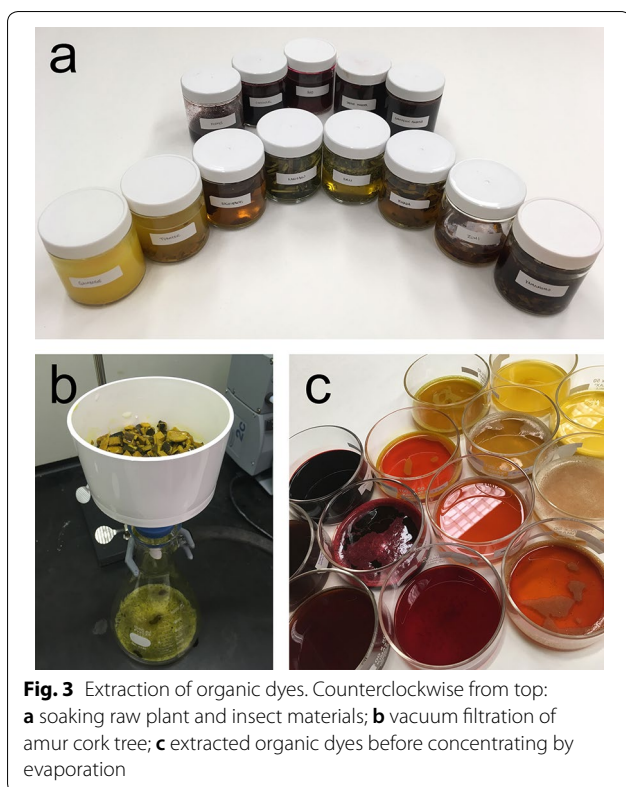 a
b
2c
c
Fig. 3 Extraction of organic dyes. Counterclockwise from top:
a soaking raw plant and insect materials; b vacuum filtration of
amur cork tree; c extracted organic dyes before concentrating by
evaporation